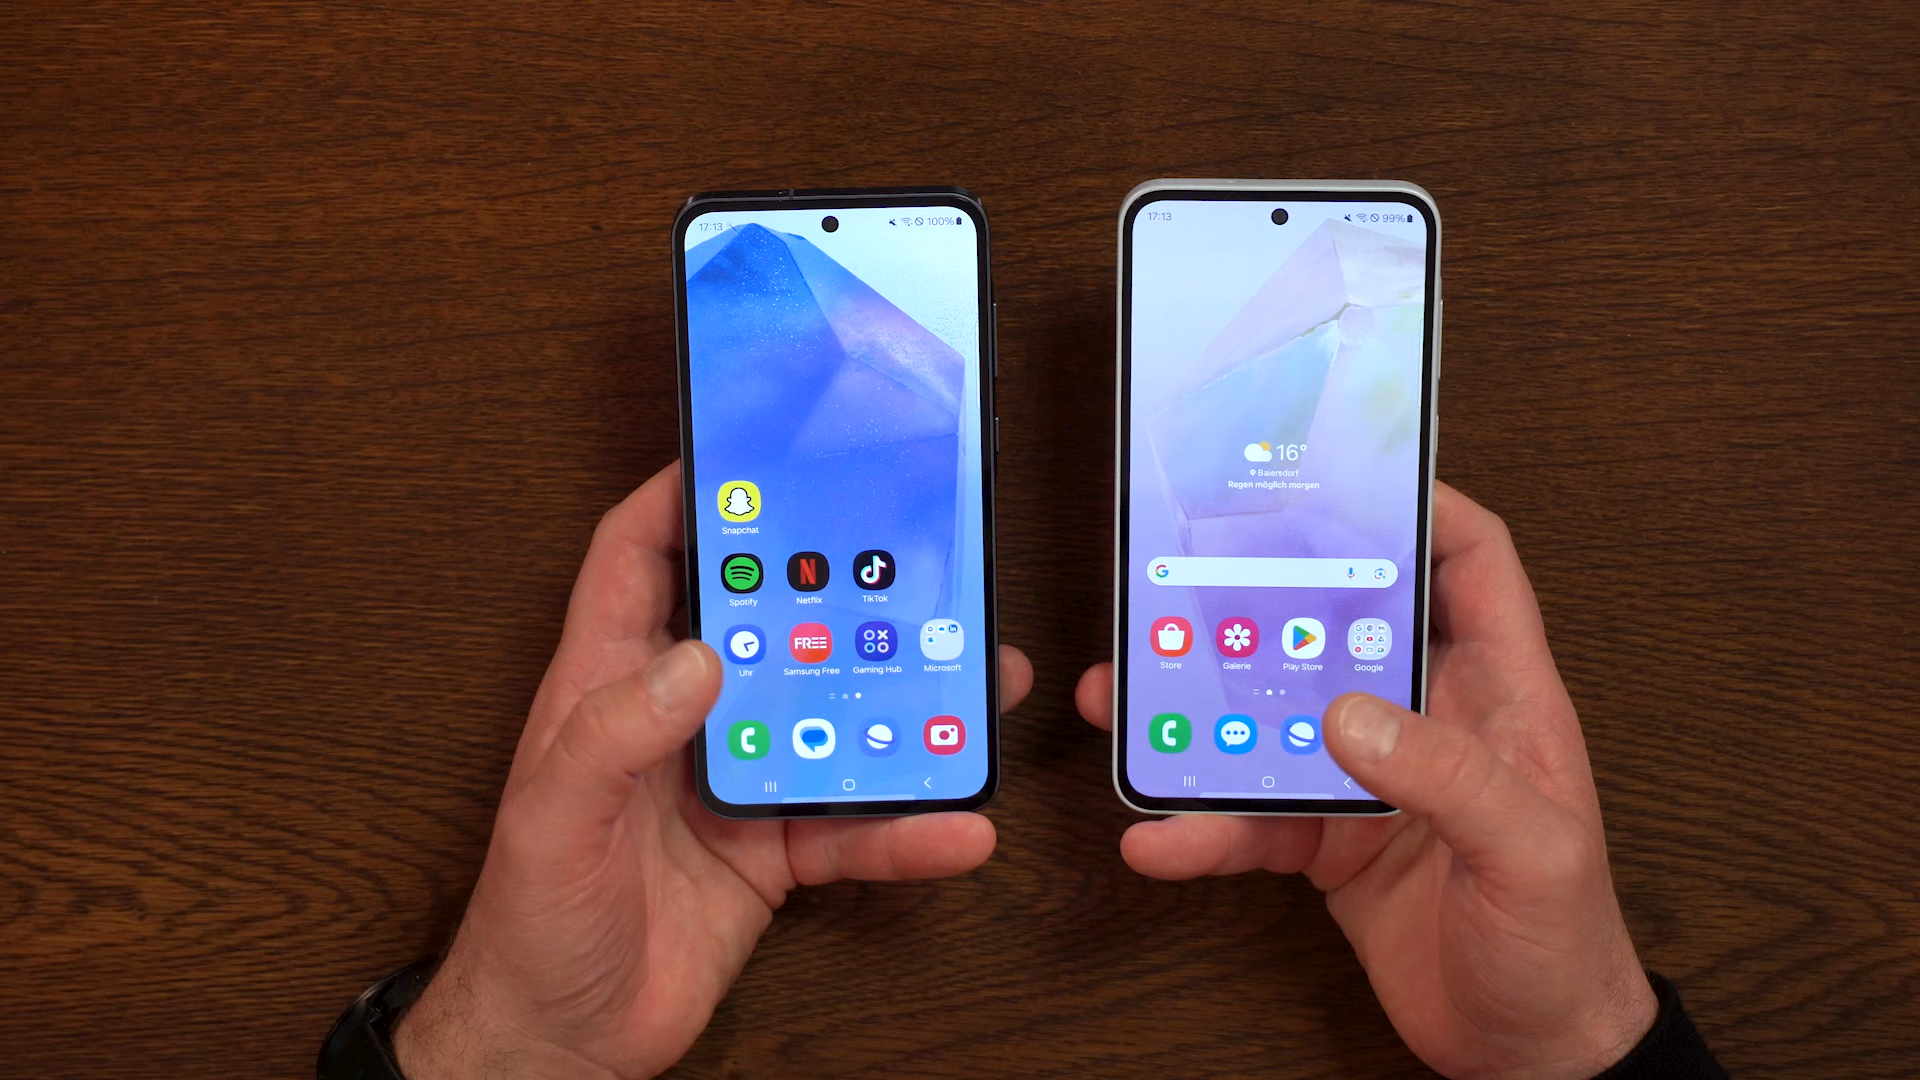 17:13
100%
Snapchat
Spotify
Netflix
TikTok
FREE
Uhr
Samsung Free
Gaming Hub
Microsoft
17:13
99%
16°
Baiersdorf
Regen möglich morgen
Store
Galerie
Play Store
Google